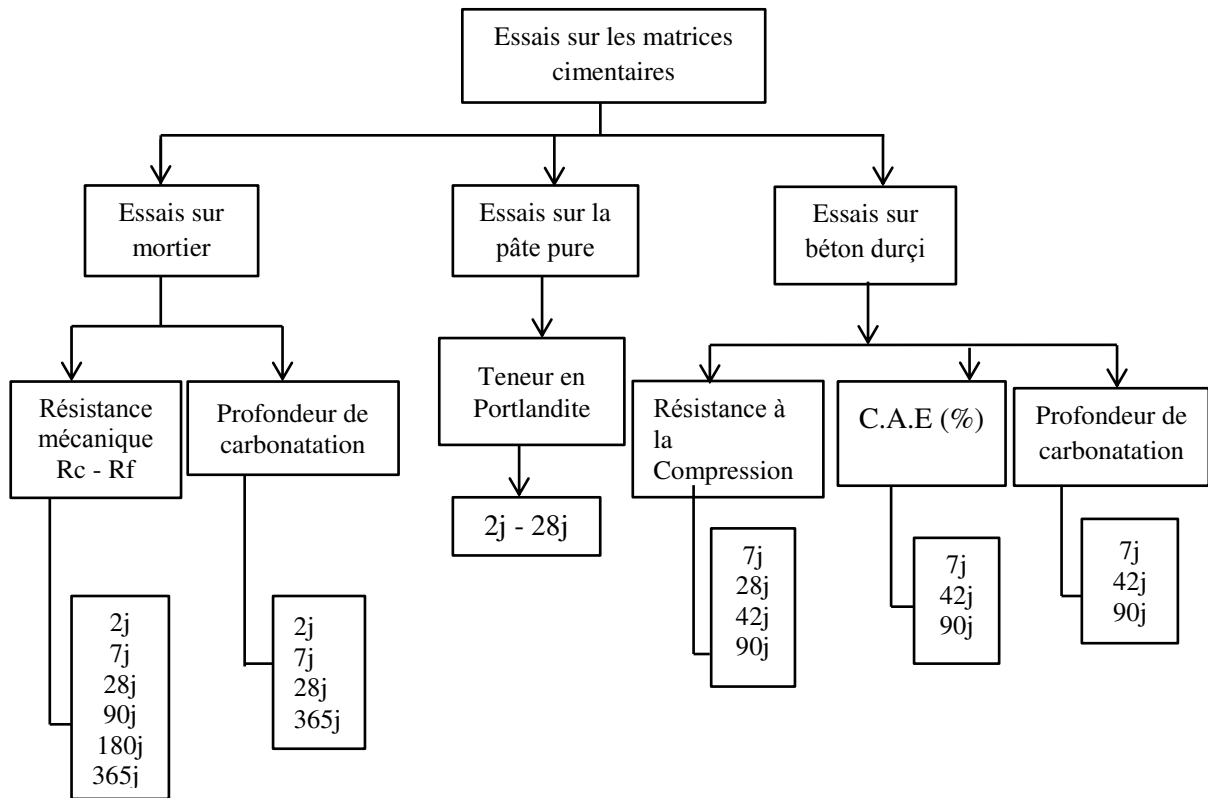 Essais sur les matrices
cimentaires
Essais sur
mortier
Essais sur la
pâte pure
Essais sur
béton durçi
Résistance
mécanique
Rc - Rf
Profondeur de
carbonatation
Teneur en
Portlandite
Résistance à
la
Compression
C.A.E (%)
Profondeur de
carbonatation
2j
7j
28j
90j
180j
365j
2j
7j
28j
365j
2j - 28j
7j
28j
42j
90j
7j
42j
90j
7j
42j
90j